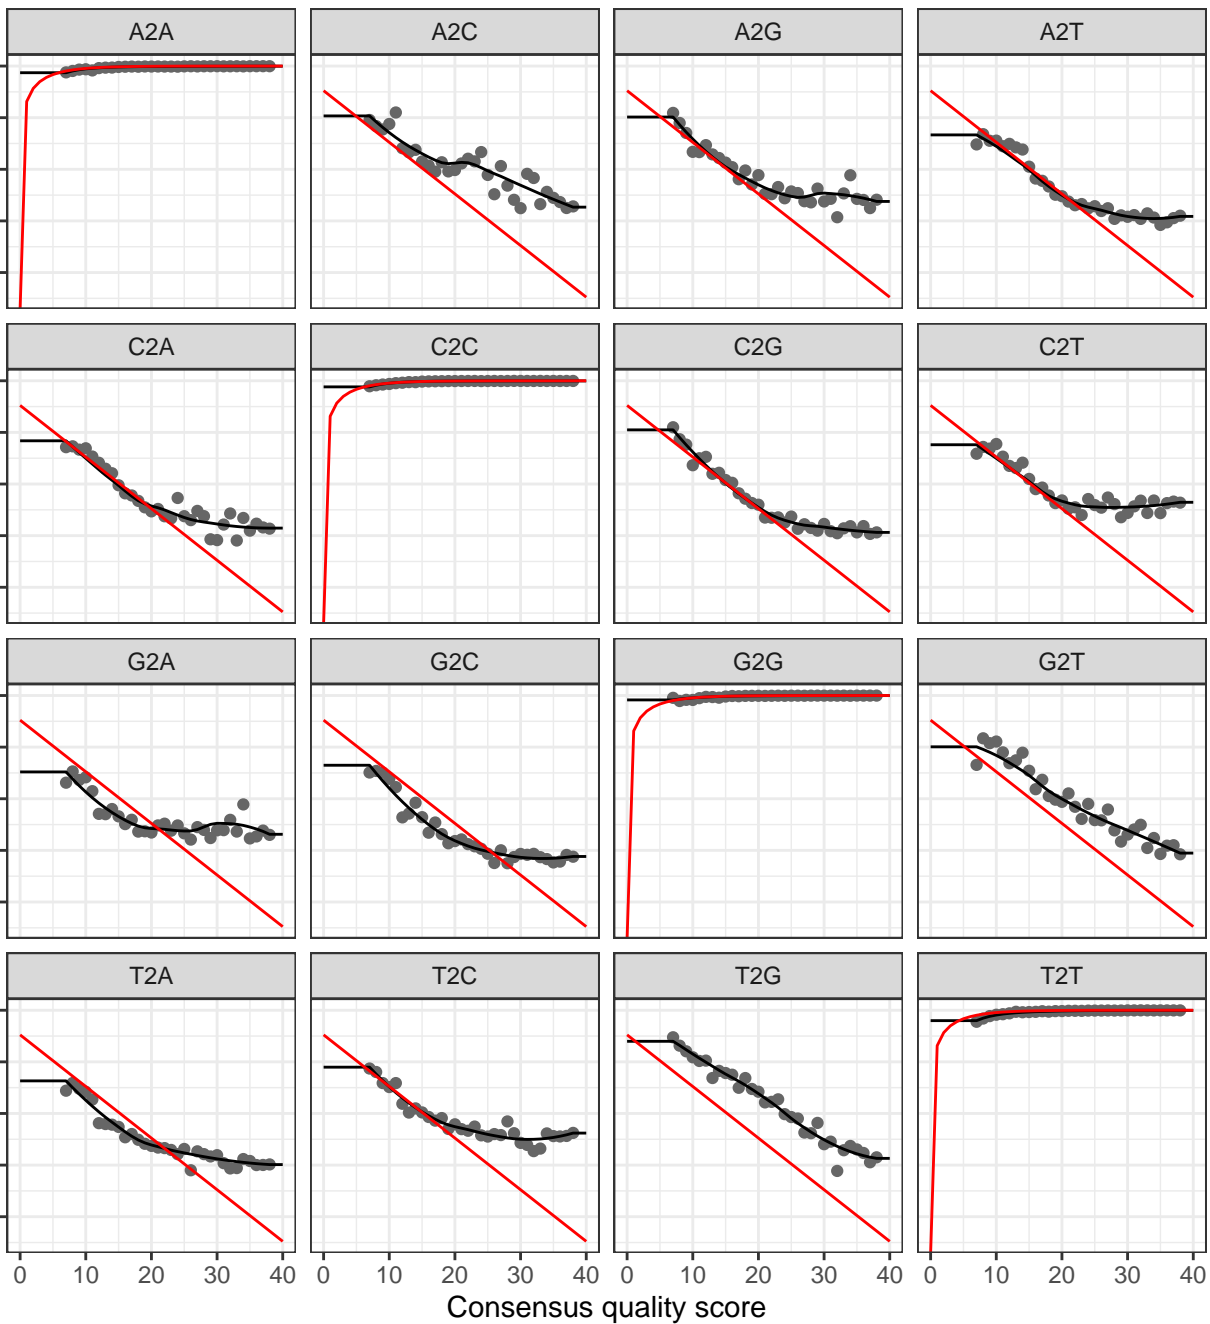 A2A A2C A2G A2T
C2A C2C C2G C2T
G2A G2C G2G G2T
T2A T2C T2G T2T
0 10 20 30 40 0 10 20 30 40 0 10 20 30 40 0 10 20 30 40
Consensus quality score